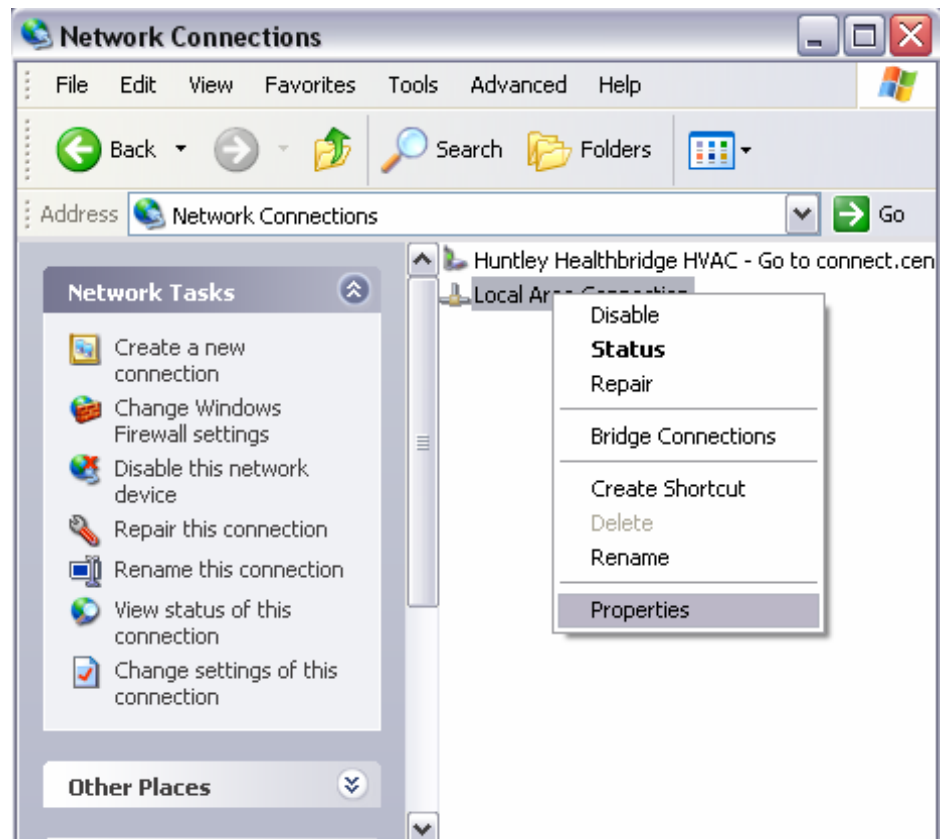 Network Connections
File Edit View Favorites Tools Advanced Help
Back Search Folders
Address Network Connections Go
Network Tasks
Create a new
connection
Change Windows
Firewall settings
Disable this network
device
Repair this connection
Rename this connection
View status of this
connection
Change settings of this
connection
Other Places
Huntley Healthbridge HVAC - Go to connect.cen
Local Area Connection
Disable
Status
Repair
Bridge Connections
Create Shortcut
Delete
Rename
Properties